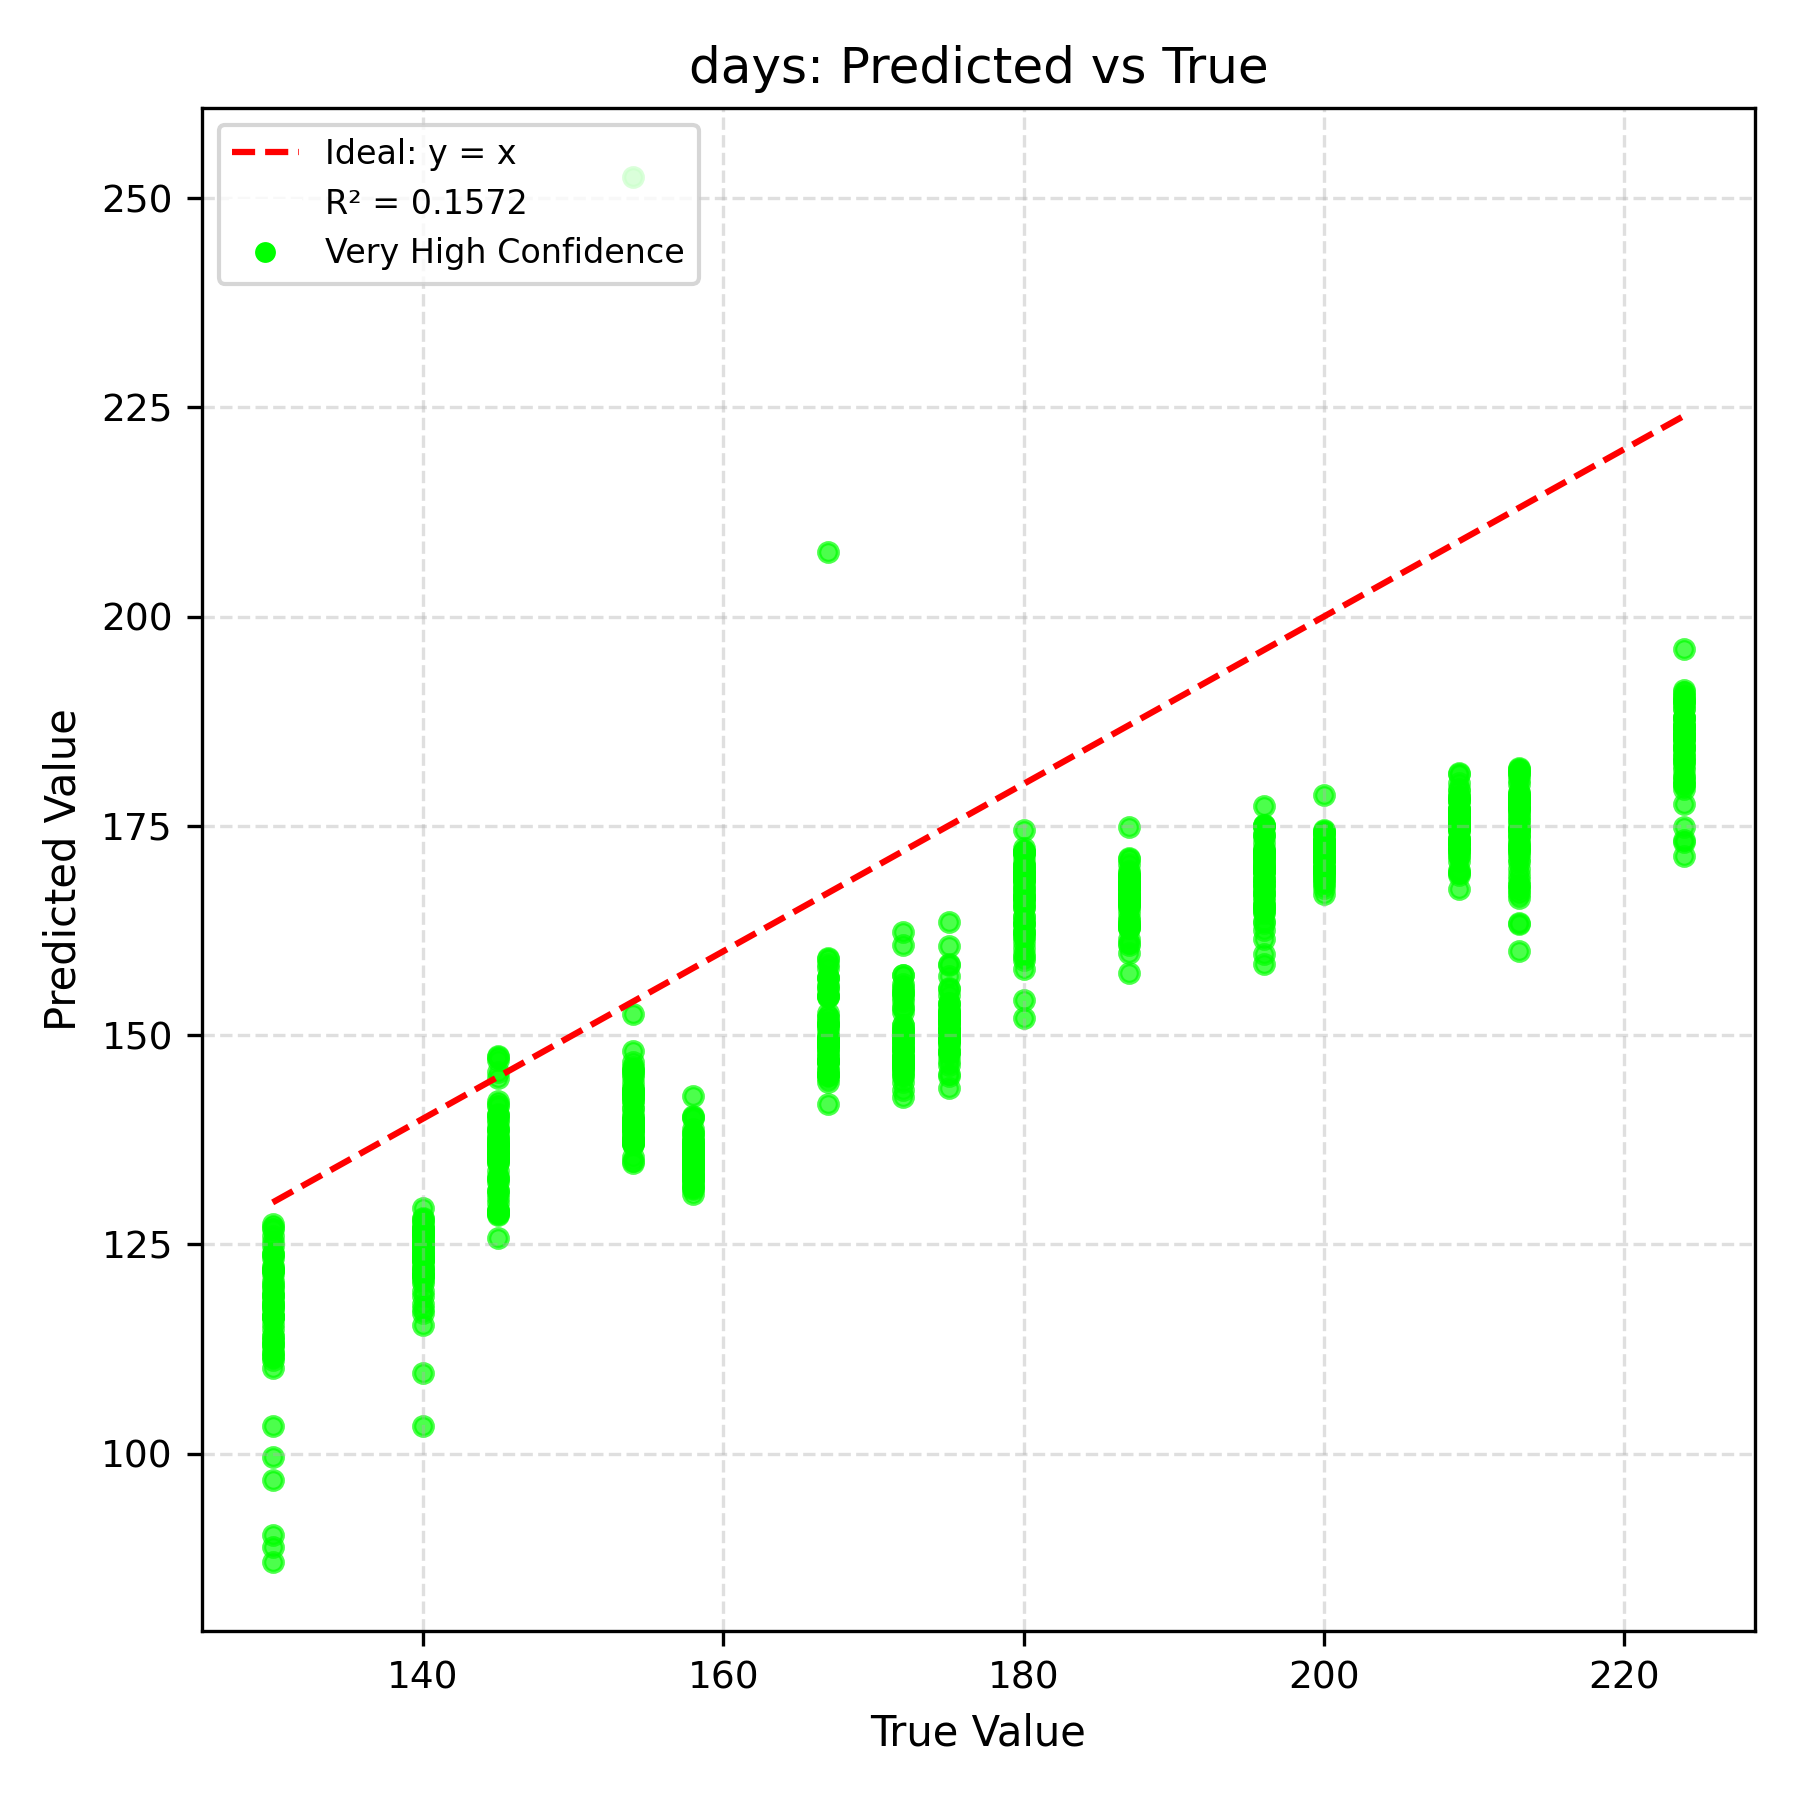 days: Predicted vs True
Ideal: y = x
R² = 0.1572
Very High Confidence
250
225
200
175
150
125
100
Predicted Value
140 160 180 200 220
True Value